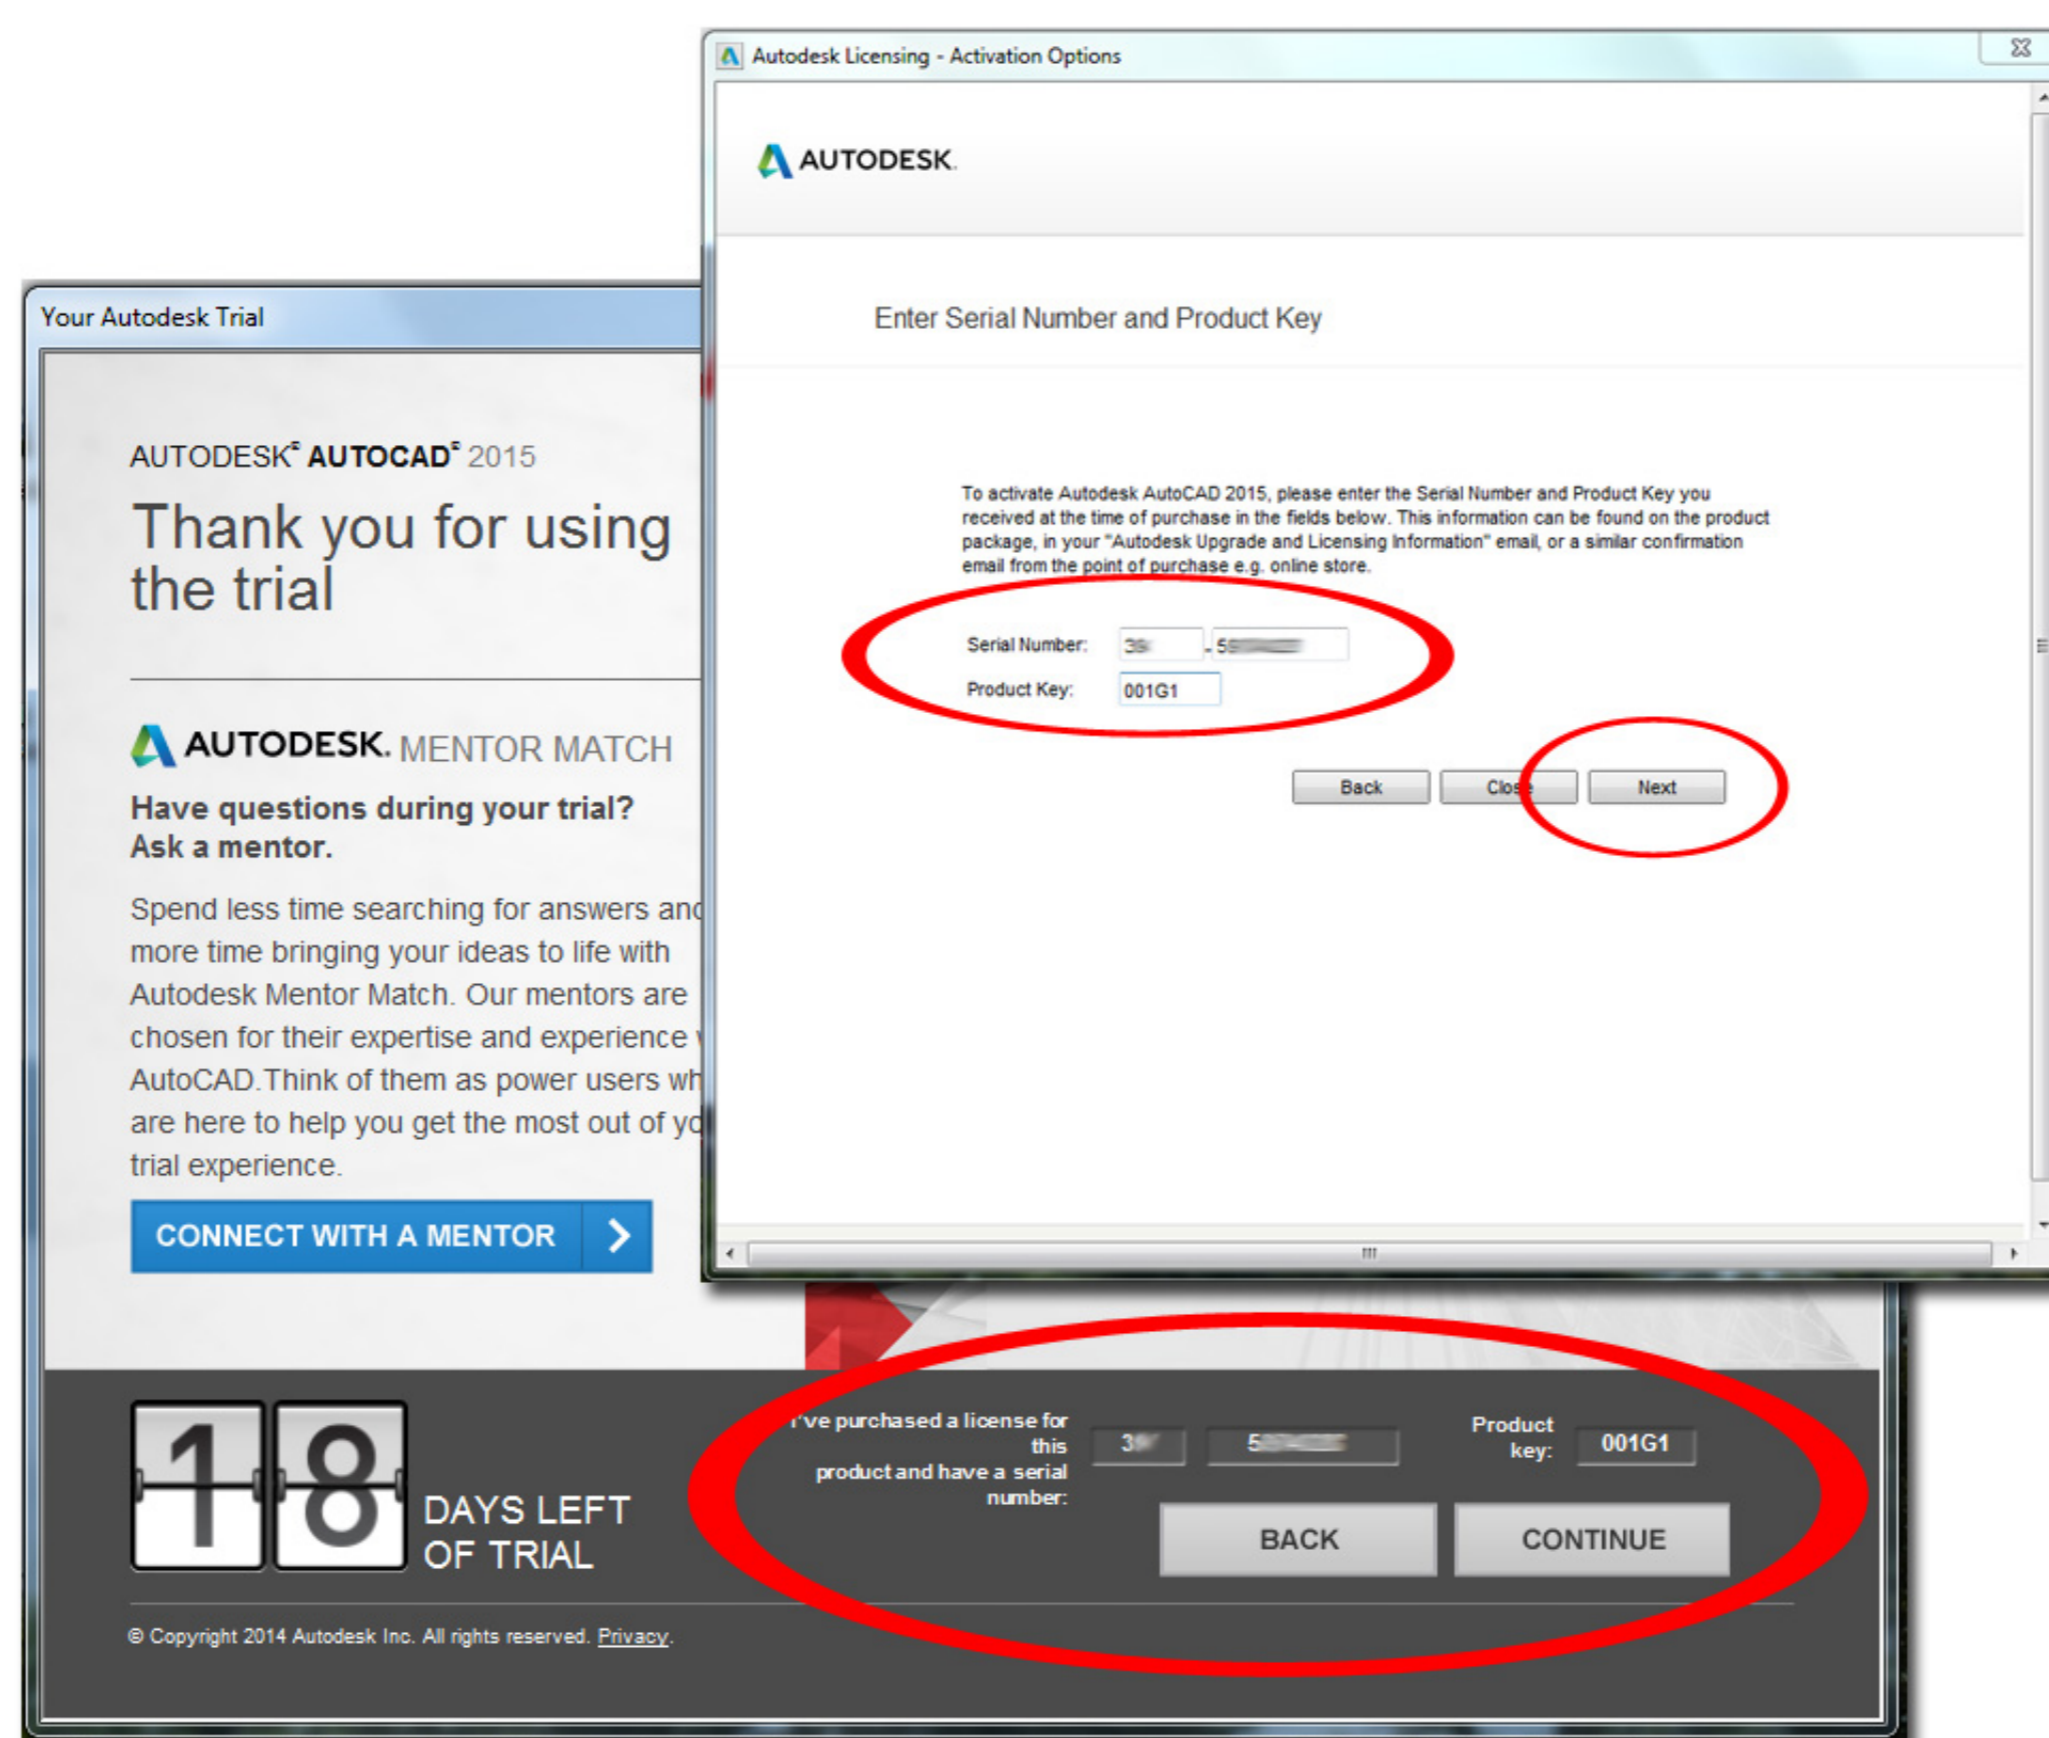 Autodesk Licensing - Activation Options
AUTODESK.
Enter Serial Number and Product Key
To activate Autodesk AutoCAD 2015, please enter the Serial Number and Product Key you
received at the time of purchase in the fields below. This information can be found on the product
package, in your "Autodesk Upgrade and Licensing Information" email, or a similar confirmation
email from the point of purchase e.g. online store.
Serial Number:
Product Key: 001G1
Back Close Next
Your Autodesk Trial
AUTODESK® AUTOCAD® 2015
Thank you for using
the trial
AUTODESK. MENTOR MATCH
Have questions during your trial?
Ask a mentor.
Spend less time searching for answers and
more time bringing your ideas to life with
Autodesk Mentor Match. Our mentors are
chosen for their expertise and experience
AutoCAD.Think of them as power users wh
are here to help you get the most out of yo
trial experience.
CONNECT WITH A MENTOR
18
DAYS LEFT
OF TRIAL
I've purchased a license for
this
product and have a serial
number:
Product
key: 001G1
BACK CONTINUE
© Copyright 2014 Autodesk Inc. All rights reserved. Privacy.